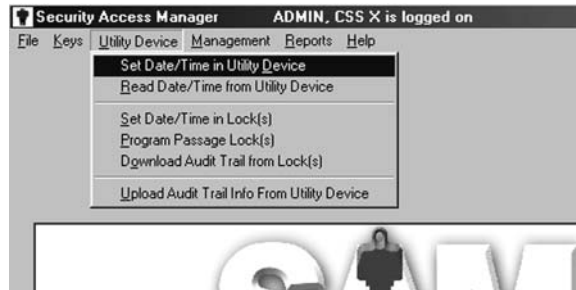 Security Access Manager ADMIN, CSS X is logged on
File Keys Utility Device Management Reports Help
Set Date/Time in Utility Device
Read Date/Time from Utility Device
Set Date/Time in Lock(s)
Program Passage Lock(s)
Download Audit Trail from Lock(s)
Upload Audit Trail Info From Utility Device
SAM